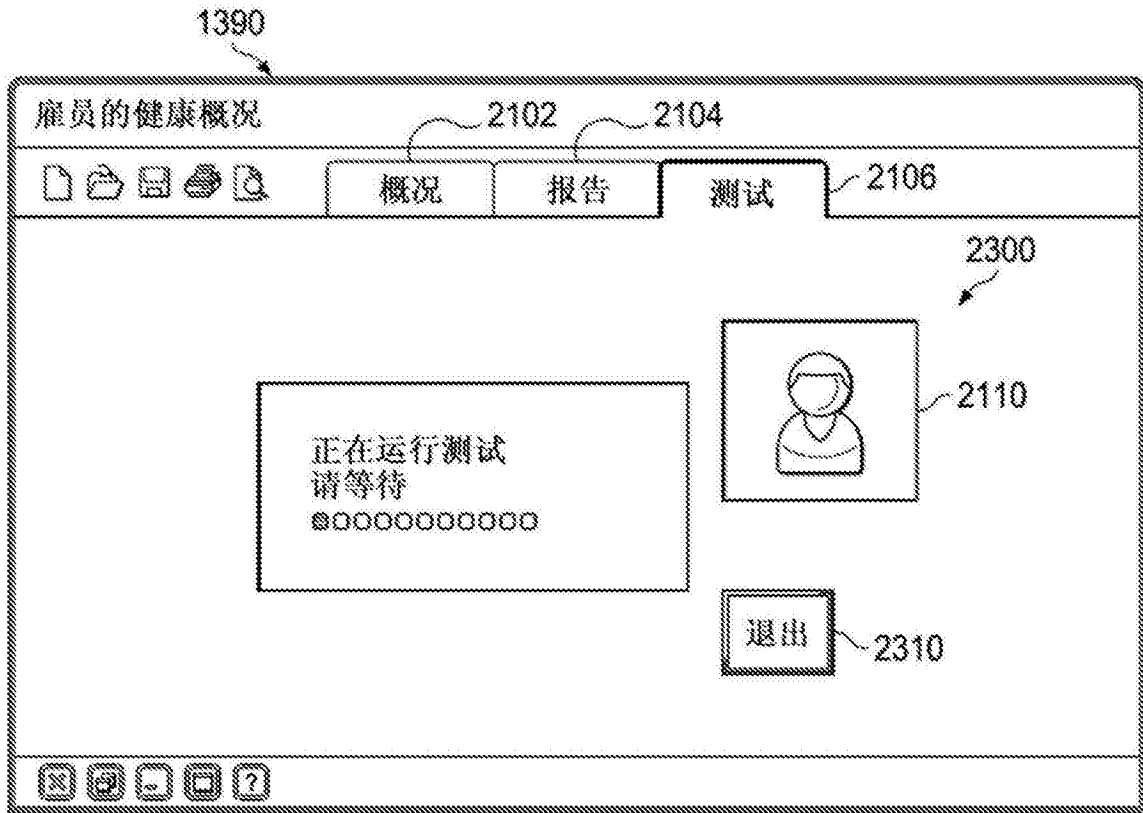 1390
雇员的健康概况
2102
2104
概况
报告
测试
2106
2300
2110
正在运行测试
请等待
退出
2310
?